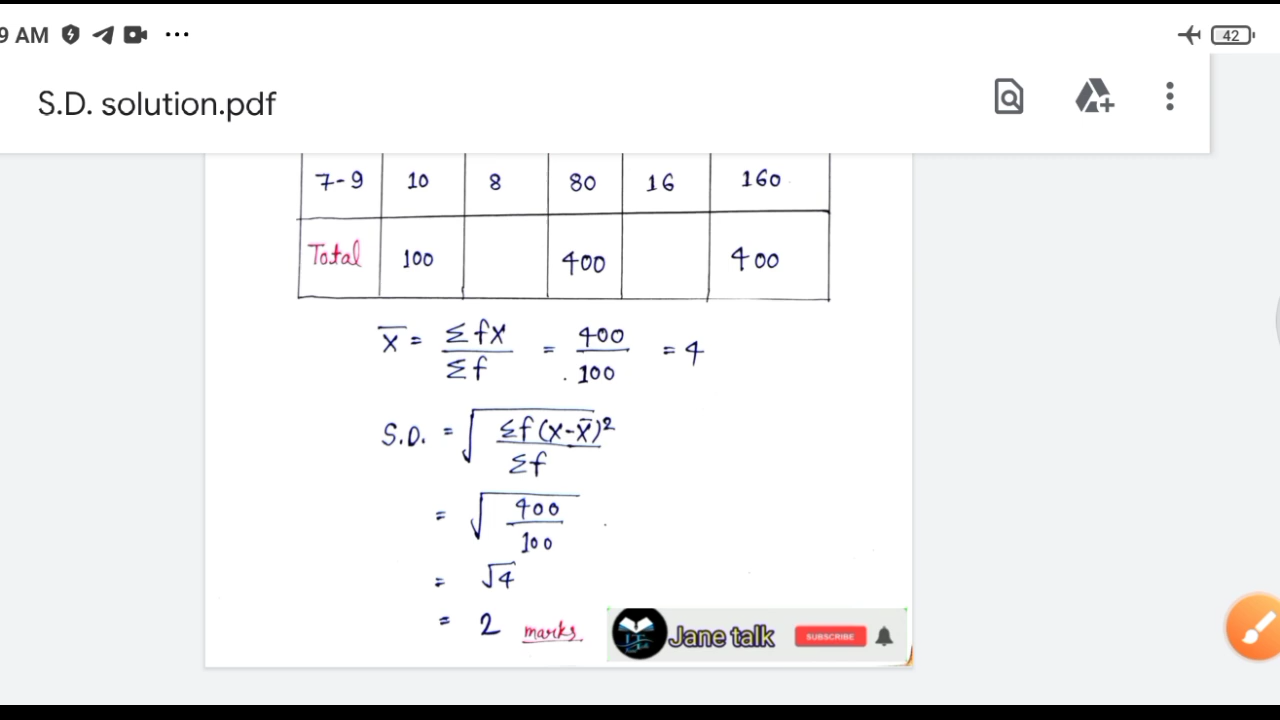 9 AM ...
42
S.D. solution.pdf
7-9 10 8 80 16 160
Total 100 400 400
x̄ = Σfx / Σf = 400 / 100 = 4
S.D. = √Σf(x-x̄)² / Σf
= √400 / 100
= √4
= 2 marks
Jane talk SUBSCRIBE